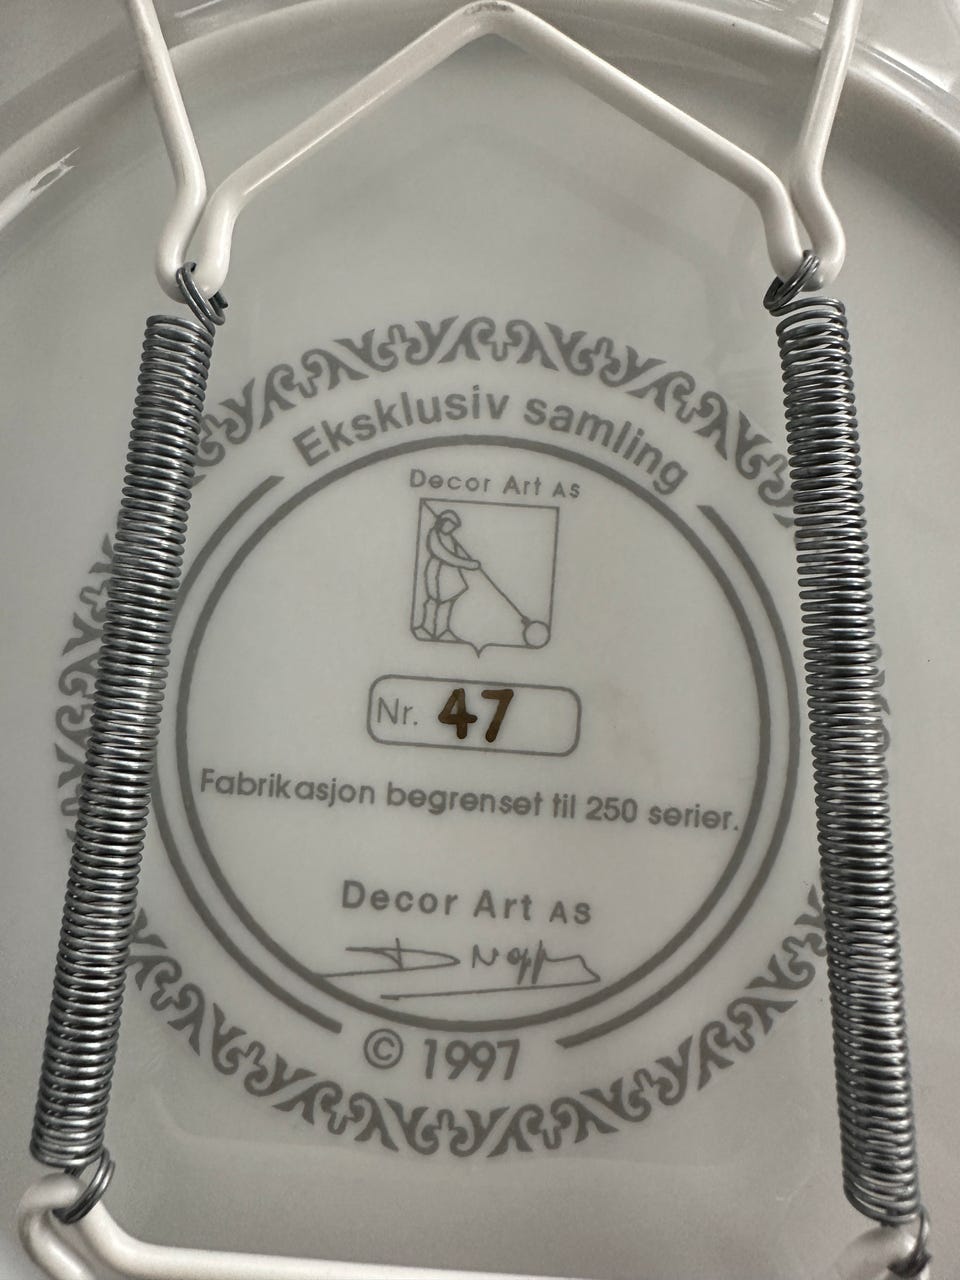 Eksklusiv samling
Decor Art AS
Nr. 47
Fabrikasjon begrenset til 250 serier.
Decor Art AS
© 1997